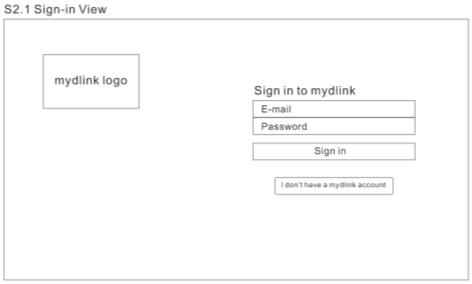 S2.1 Sign-in View
mydlink logo
Sign in to mydlink
E-mail
Password
Sign in
I don't have a mydlink account